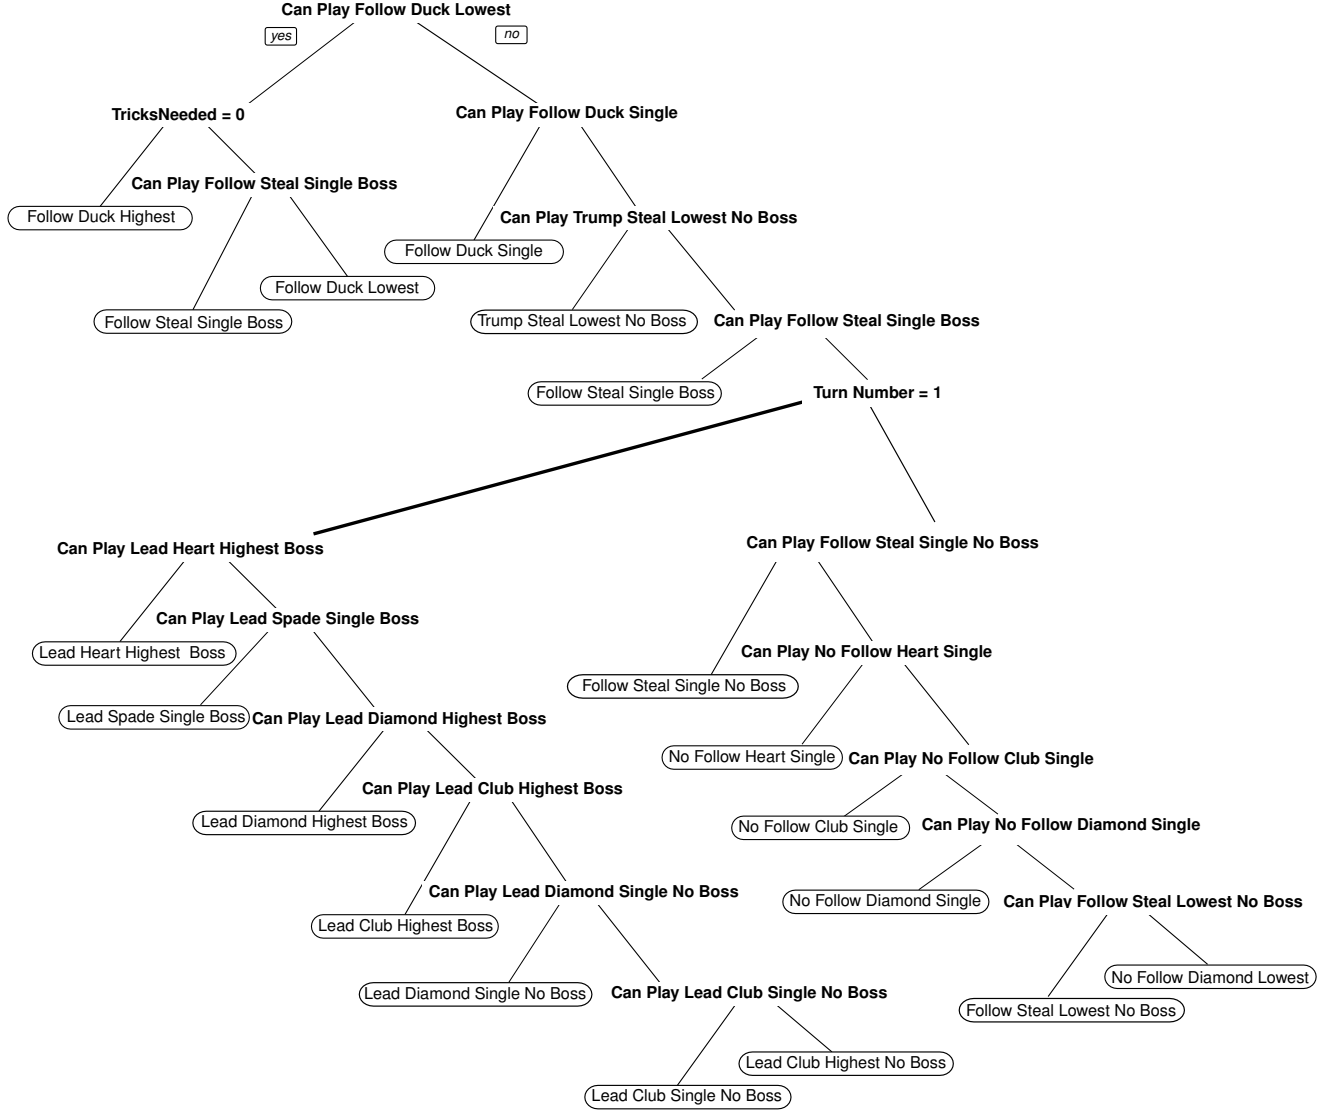 Can Play Follow Duck Lowest
yes
no
TricksNeeded = 0
Can Play Follow Duck Single
Can Play Follow Steal Single Boss
Follow Duck Highest
Can Play Trump Steal Lowest No Boss
Follow Duck Single
Follow Duck Lowest
Follow Steal Single Boss
Trump Steal Lowest No Boss
Can Play Follow Steal Single Boss
Follow Steal Single Boss
Turn Number = 1
Can Play Lead Heart Highest Boss
Can Play Follow Steal Single No Boss
Can Play Lead Spade Single Boss
Lead Heart Highest Boss
Can Play No Follow Heart Single
Follow Steal Single No Boss
Lead Spade Single Boss
Can Play Lead Diamond Highest Boss
No Follow Heart Single
Can Play No Follow Club Single
Can Play Lead Club Highest Boss
Lead Diamond Highest Boss
No Follow Club Single
Can Play No Follow Diamond Single
Can Play Lead Diamond Single No Boss
No Follow Diamond Single
Can Play Follow Steal Lowest No Boss
Lead Club Highest Boss
No Follow Diamond Lowest
Lead Diamond Single No Boss
Can Play Lead Club Single No Boss
Follow Steal Lowest No Boss
Lead Club Highest No Boss
Lead Club Single No Boss